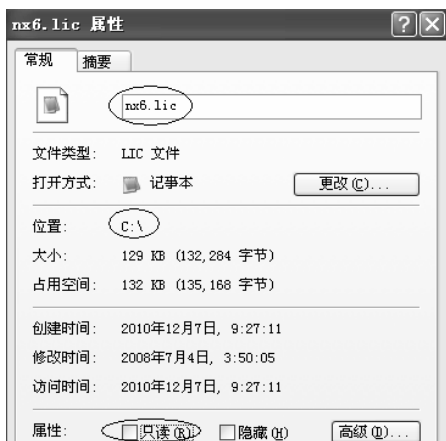 nx6.lic 属性
常规 摘要
nx6.lic
文件类型: LIC 文件
打开方式: 记事本 更改(C)...
位置: C:\
大小: 129 KB (132,284 字节)
占用空间: 132 KB (135,168 字节)
创建时间: 2010年12月7日, 9:27:11
修改时间: 2008年7月4日, 3:50:05
访问时间: 2010年12月7日, 9:27:11
属性: 只读(R) 隐藏(H) 高级(D)...